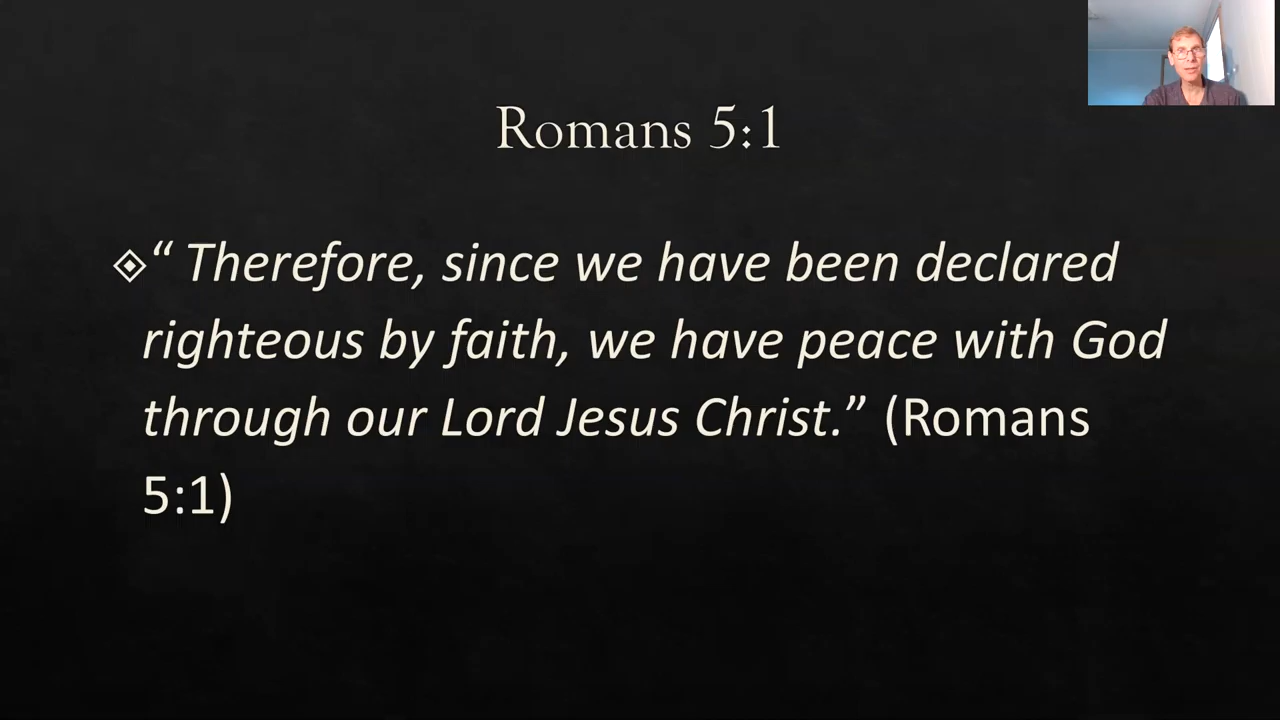 Romans 5:1
“ Therefore, since we have been declared
righteous by faith, we have peace with God
through our Lord Jesus Christ.” (Romans
5:1)